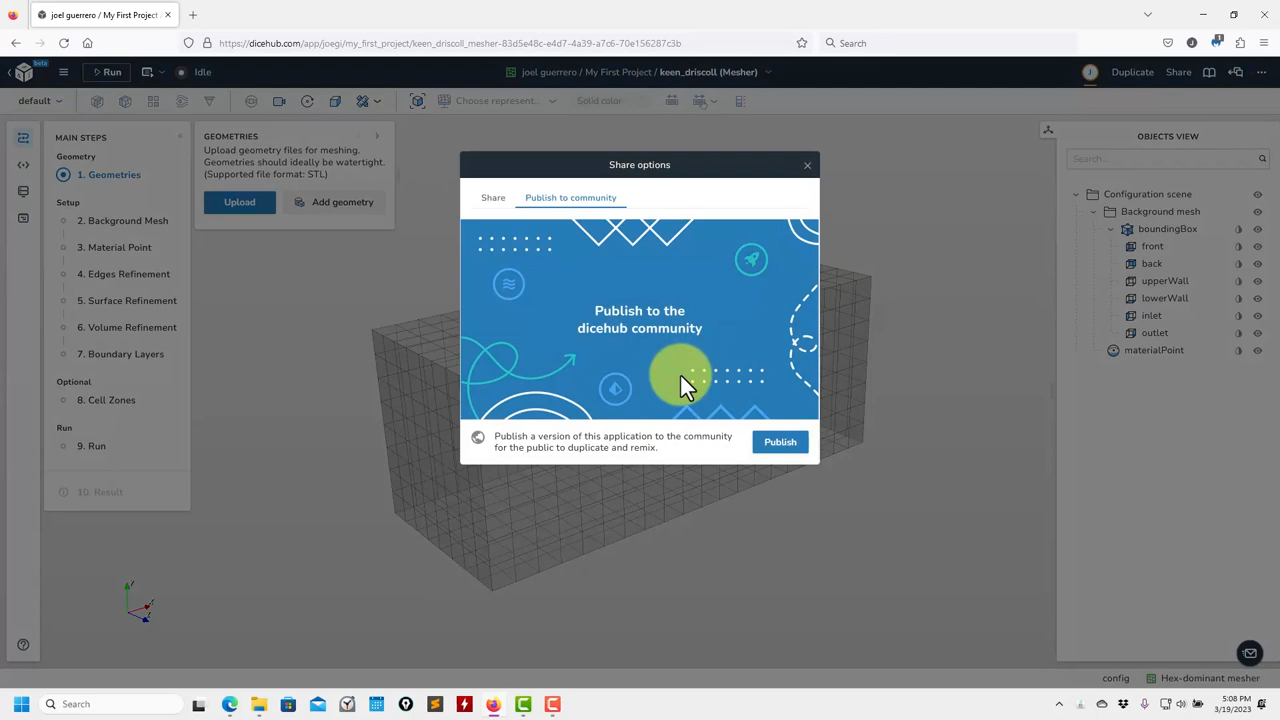 joel guerrero / My First Project
https://dicehub.com/app/joegi/my_first_project/keen_driscoll_mesher-83d5e48c-e4d7-4a39-a7c6-70e156287c3b
Search
beta
Run
Idle
joel guerrero / My First Project / keen_driscoll (Mesher)
J
Duplicate
Share
default
Choose represent...
Solid color
MAIN STEPS
Geometry
1. Geometries
Setup
2. Background Mesh
3. Material Point
4. Edges Refinement
5. Surface Refinement
6. Volume Refinement
7. Boundary Layers
Optional
8. Cell Zones
Run
9. Run
10. Result
GEOMETRIES
Upload geometry files for meshing.
Geometries should ideally be watertight.
(Supported file format: STL)
Upload
Add geometry
Share options
Share
Publish to community
Publish to the
dicehub community
Publish a version of this application to the community
for the public to duplicate and remix.
Publish
OBJECTS VIEW
Search...
Configuration scene
Background mesh
boundingBox
front
back
upperWall
lowerWall
inlet
outlet
materialPoint
config
Hex-dominant mesher
Search
5:08 PM
3/19/2023